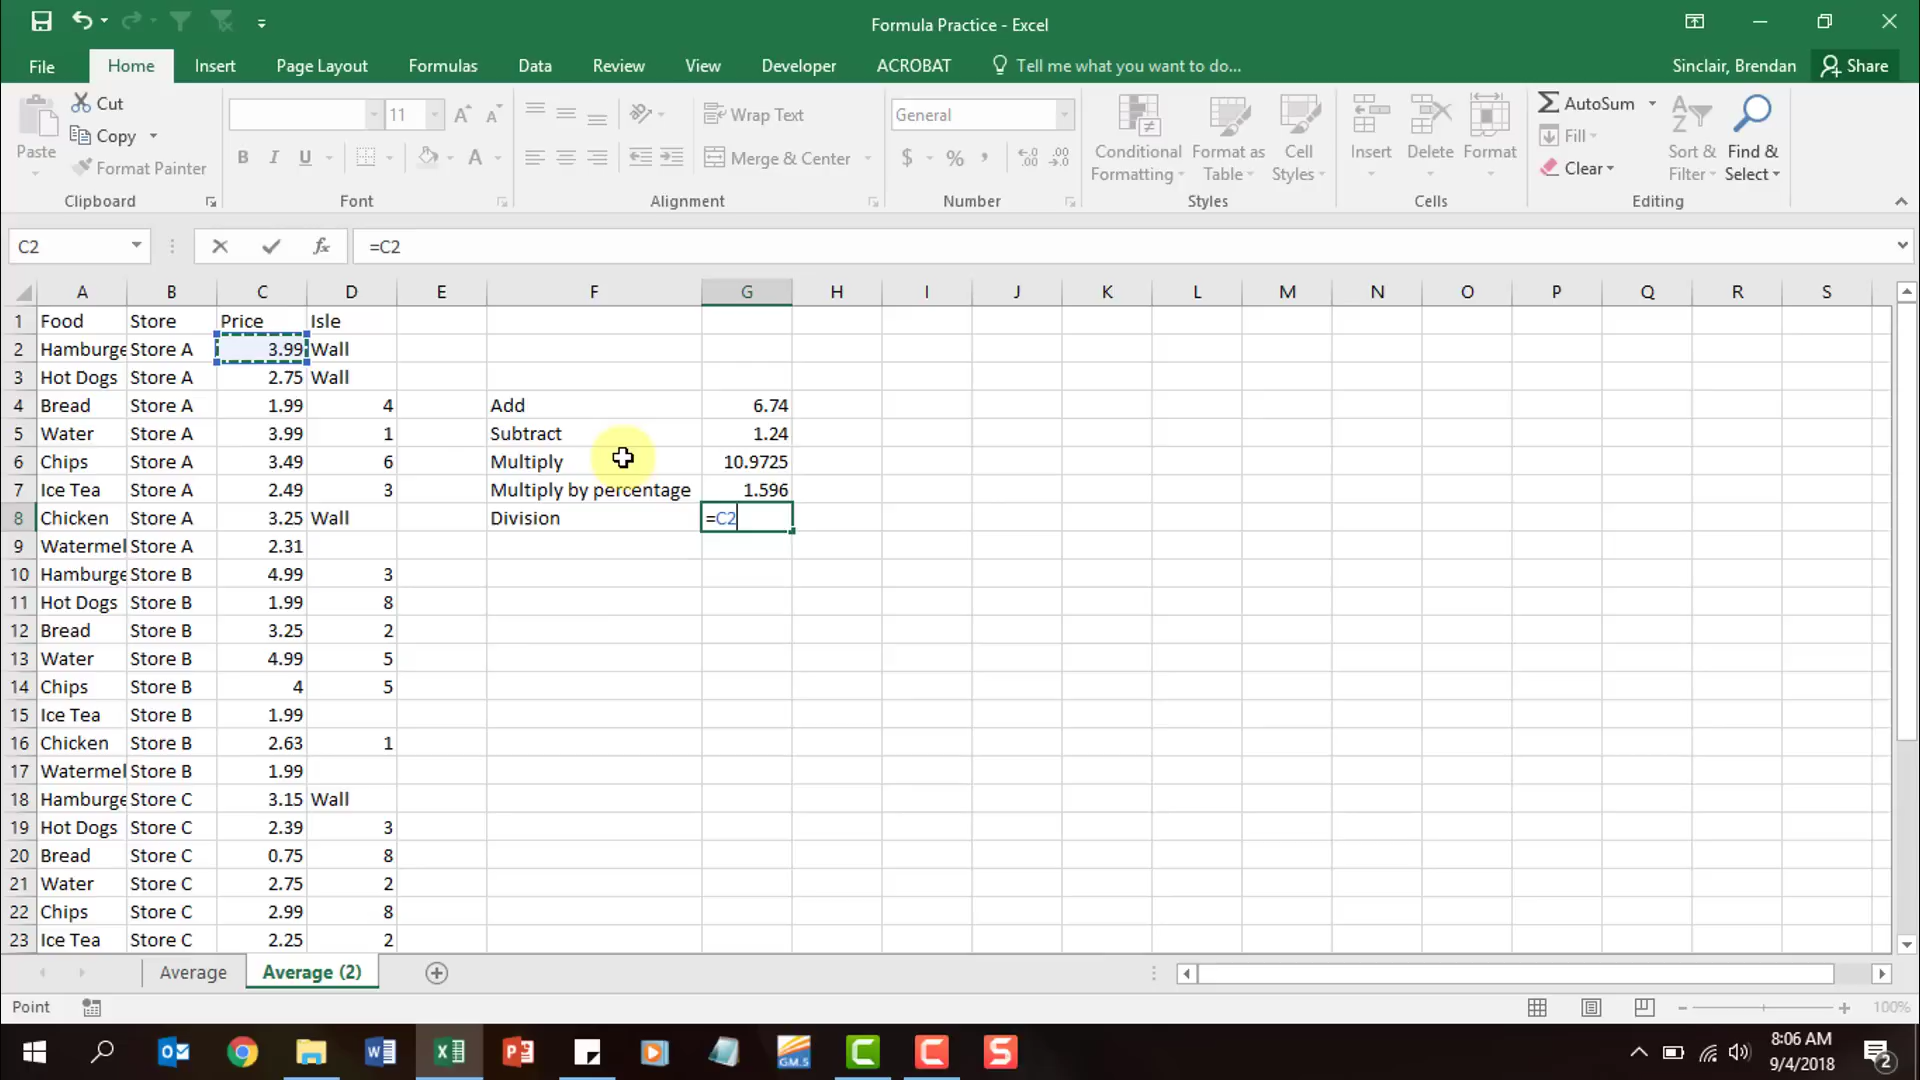 Formula Practice - Excel
File Home Insert Page Layout Formulas Data Review View Developer ACROBAT Tell me what you want to do... Sinclair, Brendan Share
Paste Cut Copy Format Painter
Clipboard
11 B I U A
Font
Wrap Text Merge & Center
Alignment
General $ % ,
Number
Conditional Formatting Format as Table Cell Styles
Styles
Insert Delete Format
Cells
AutoSum Fill Clear Sort & Filter Find & Select
Editing
C2 fx =C2
A B C D E F G H I J K L M N O P Q R S
1 Food Store Price Isle
2 Hamburge Store A 3.99 Wall
3 Hot Dogs Store A 2.75 Wall
4 Bread Store A 1.99 4 Add 6.74
5 Water Store A 3.99 1 Subtract 1.24
6 Chips Store A 3.49 6 Multiply 10.9725
7 Ice Tea Store A 2.49 3 Multiply by percentage 1.596
8 Chicken Store A 3.25 Wall Division =C2
9 Watermel Store A 2.31
10 Hamburge Store B 4.99 3
11 Hot Dogs Store B 1.99 8
12 Bread Store B 3.25 2
13 Water Store B 4.99 5
14 Chips Store B 4 5
15 Ice Tea Store B 1.99
16 Chicken Store B 2.63 1
17 Watermel Store B 1.99
18 Hamburge Store C 3.15 Wall
19 Hot Dogs Store C 2.39 3
20 Bread Store C 0.75 8
21 Water Store C 2.75 2
22 Chips Store C 2.99 8
23 Ice Tea Store C 2.25 2
Average Average (2)
Point 100%
GM.S
8:06 AM
9/4/2018
2